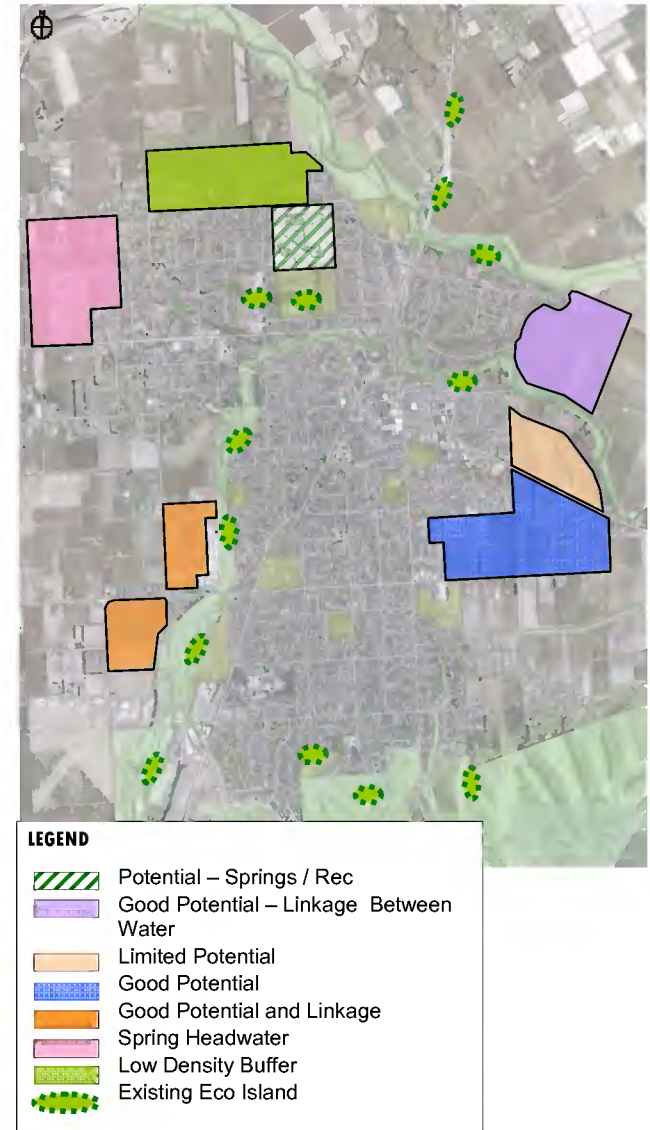 LEGEND
Potential – Springs / Rec
Good Potential – Linkage Between
Water
Limited Potential
Good Potential
Good Potential and Linkage
Spring Headwater
Low Density Buffer
Existing Eco Island